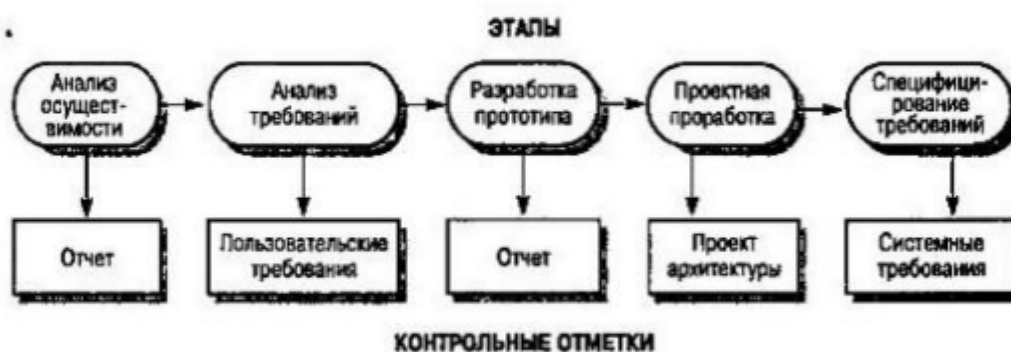 ЭТАПЫ
Анализ
осущест-
вимости
Анализ
требований
Разработка
прототипа
Проектная
проработка
Специфици-
рование
требований
Отчет
Пользовательские
требования
Отчет
Проект
архитектуры
Системные
требования
КОНТРОЛЬНЫЕ ОТМЕТКИ